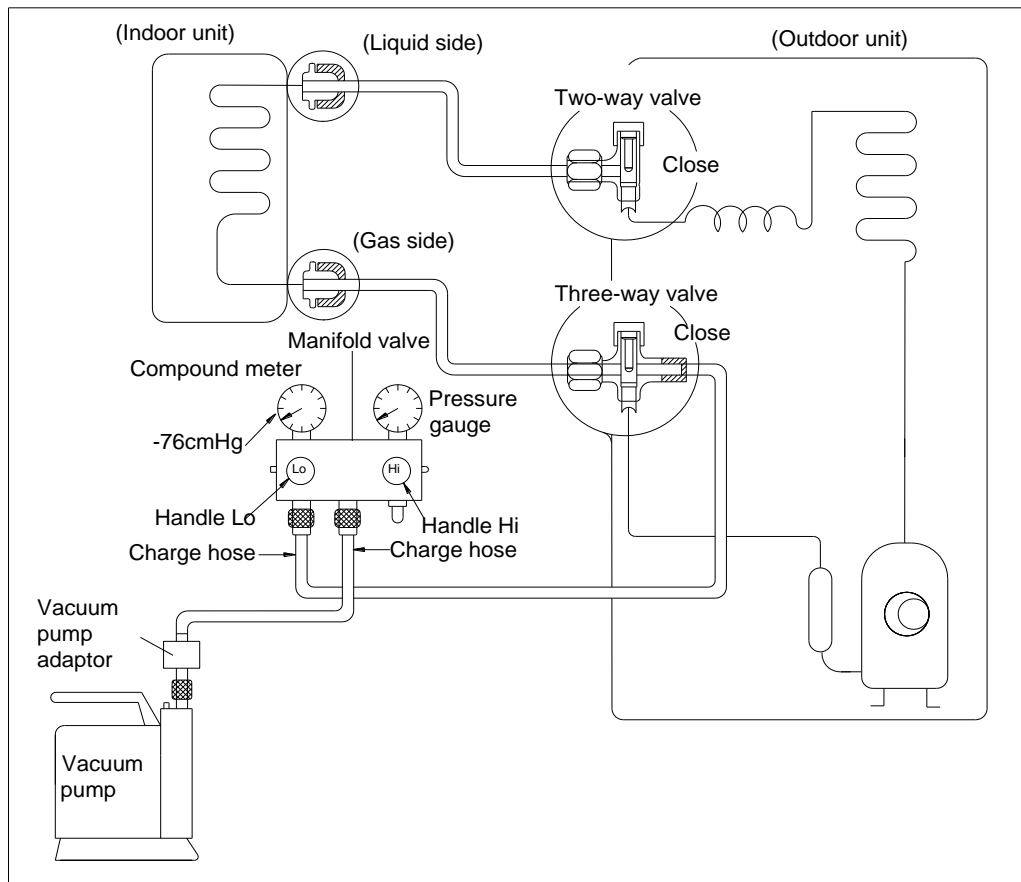 (Indoor unit)
(Liquid side)
(Outdoor unit)
Two-way valve
Close
(Gas side)
Three-way valve
Close
Manifold valve
Compound meter
Pressure
gauge
-76cmHg
Lo
Hi
Handle Lo
Handle Hi
Charge hose
Charge hose
Vacuum
pump
adaptor
Vacuum
pump